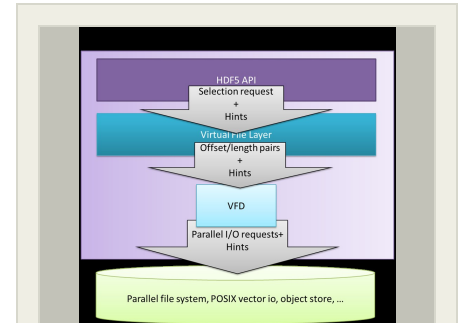 HDF5 API
Selection request
+
Hints
Virtual File Layer
Offset/length pairs
+
Hints
VFD
Parallel I/O requests+
Hints
Parallel file system, POSIX vector io, object store, ...